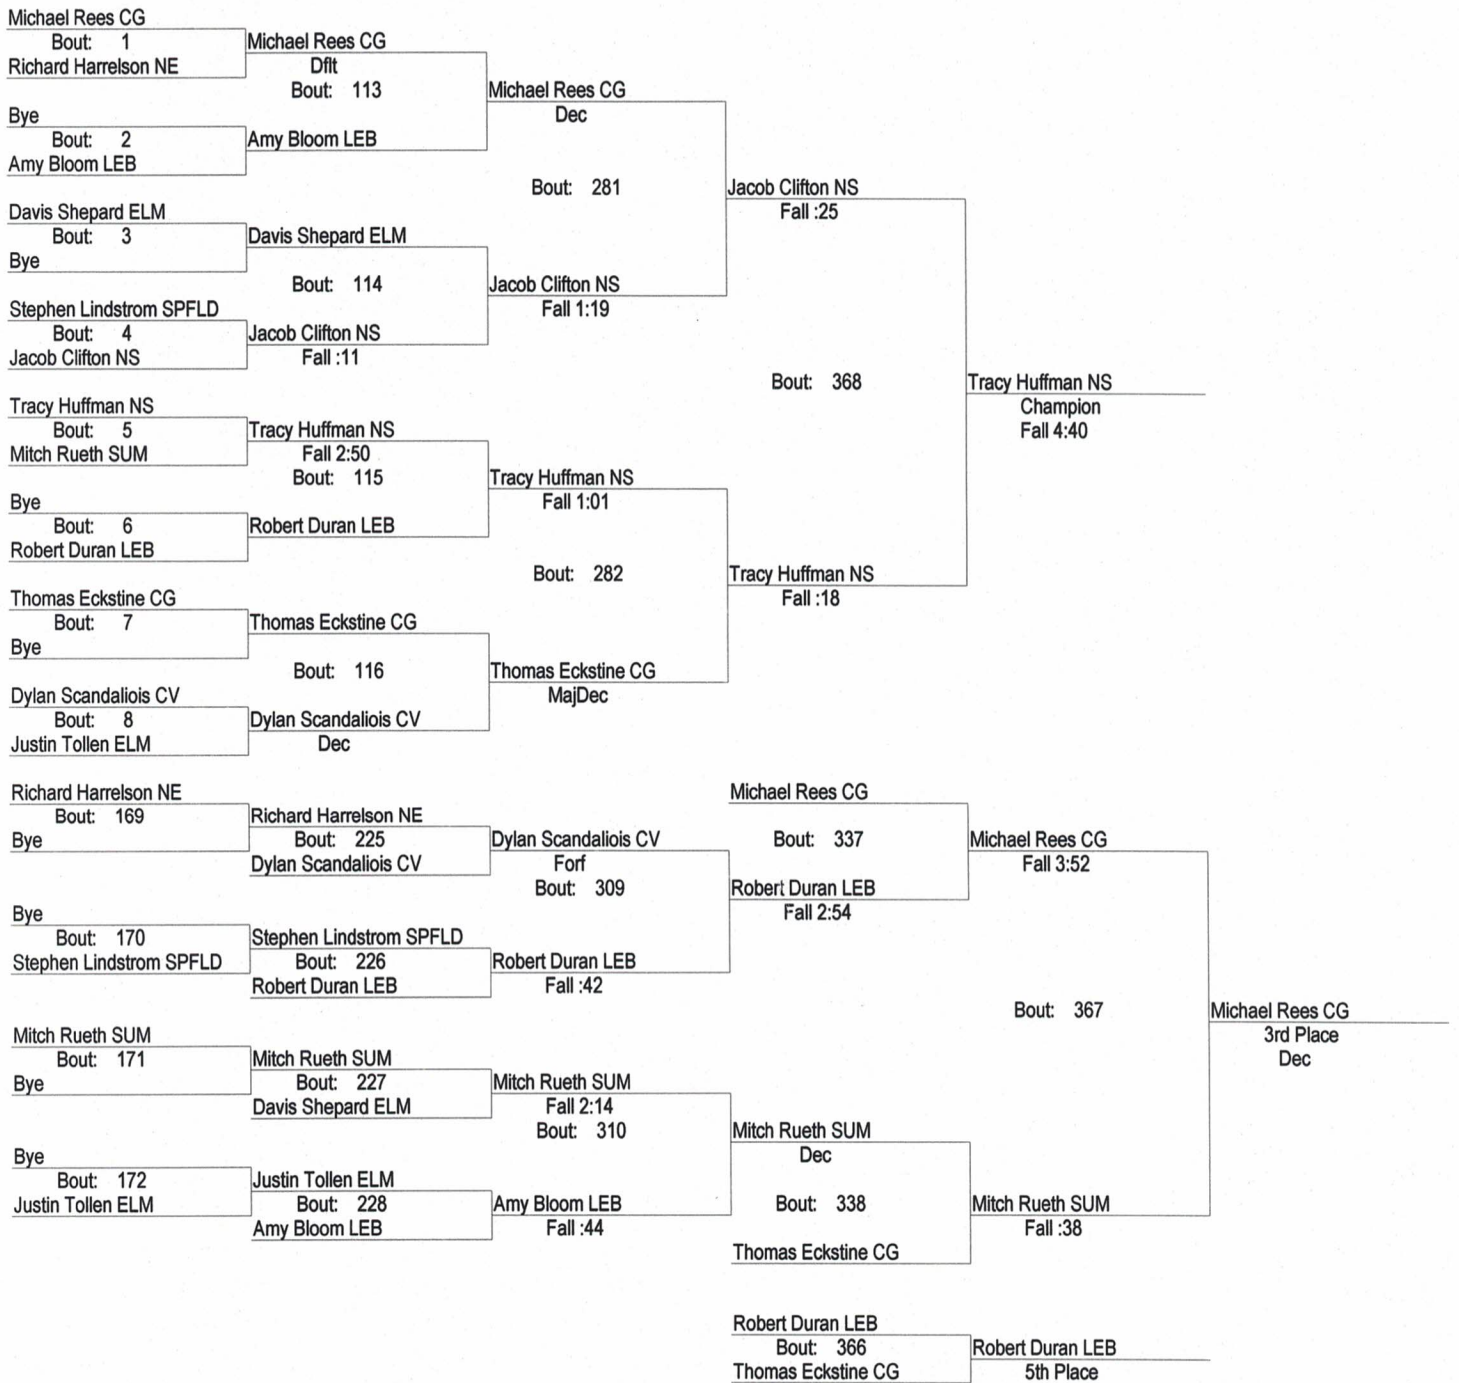 Michael Rees CG
Bout: 1
Richard Harrelson NE
Michael Rees CG
Dflt
Bout: 113
Bye
Bout: 2
Amy Bloom LEB
Amy Bloom LEB
Michael Rees CG
Dec
Bout: 281
Davis Shepard ELM
Bout: 3
Bye
Davis Shepard ELM
Bout: 114
Stephen Lindstrom SPFLD
Bout: 4
Jacob Clifton NS
Jacob Clifton NS
Fall :11
Jacob Clifton NS
Fall 1:19
Jacob Clifton NS
Fall :25
Bout: 368
Tracy Huffman NS
Champion
Fall 4:40
Tracy Huffman NS
Bout: 5
Mitch Rueth SUM
Tracy Huffman NS
Fall 2:50
Bout: 115
Bye
Bout: 6
Robert Duran LEB
Robert Duran LEB
Tracy Huffman NS
Fall 1:01
Bout: 282
Thomas Eckstine CG
Bout: 7
Bye
Thomas Eckstine CG
Bout: 116
Dylan Scandaliois CV
Bout: 8
Justin Tollen ELM
Dylan Scandaliois CV
Dec
Thomas Eckstine CG
MajDec
Tracy Huffman NS
Fall :18
Richard Harrelson NE
Bout: 169
Bye
Richard Harrelson NE
Bout: 225
Dylan Scandaliois CV
Dylan Scandaliois CV
Forf
Bout: 309
Bye
Bout: 170
Stephen Lindstrom SPFLD
Stephen Lindstrom SPFLD
Bout: 226
Robert Duran LEB
Robert Duran LEB
Fall :42
Michael Rees CG
Bout: 337
Robert Duran LEB
Fall 2:54
Michael Rees CG
Fall 3:52
Bout: 367
Michael Rees CG
3rd Place
Dec
Mitch Rueth SUM
Bout: 171
Bye
Mitch Rueth SUM
Bout: 227
Davis Shepard ELM
Mitch Rueth SUM
Fall 2:14
Bout: 310
Bye
Bout: 172
Justin Tollen ELM
Justin Tollen ELM
Bout: 228
Amy Bloom LEB
Amy Bloom LEB
Fall :44
Mitch Rueth SUM
Dec
Bout: 338
Thomas Eckstine CG
Mitch Rueth SUM
Fall :38
Robert Duran LEB
Bout: 366
Thomas Eckstine CG
Robert Duran LEB
5th Place